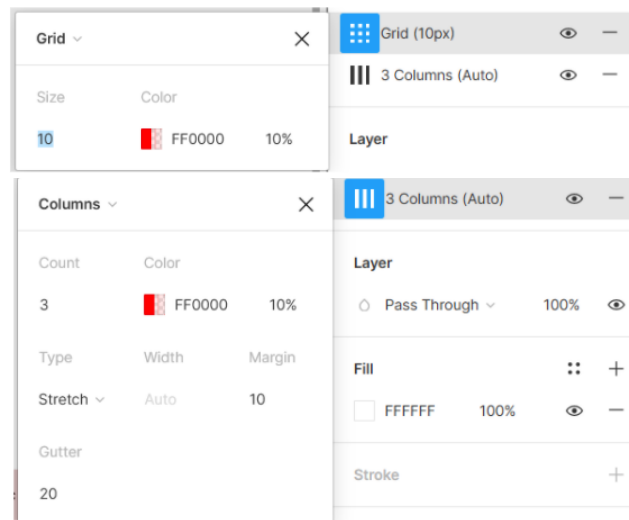 Grid
Size Color
10 FF0000 10%
Grid (10px)
3 Columns (Auto)
Layer
Columns
Count Color
3 FF0000 10%
Type Width Margin
Stretch Auto 10
Gutter
20
3 Columns (Auto)
Layer
Pass Through 100%
Fill
FFFFFF 100%
Stroke